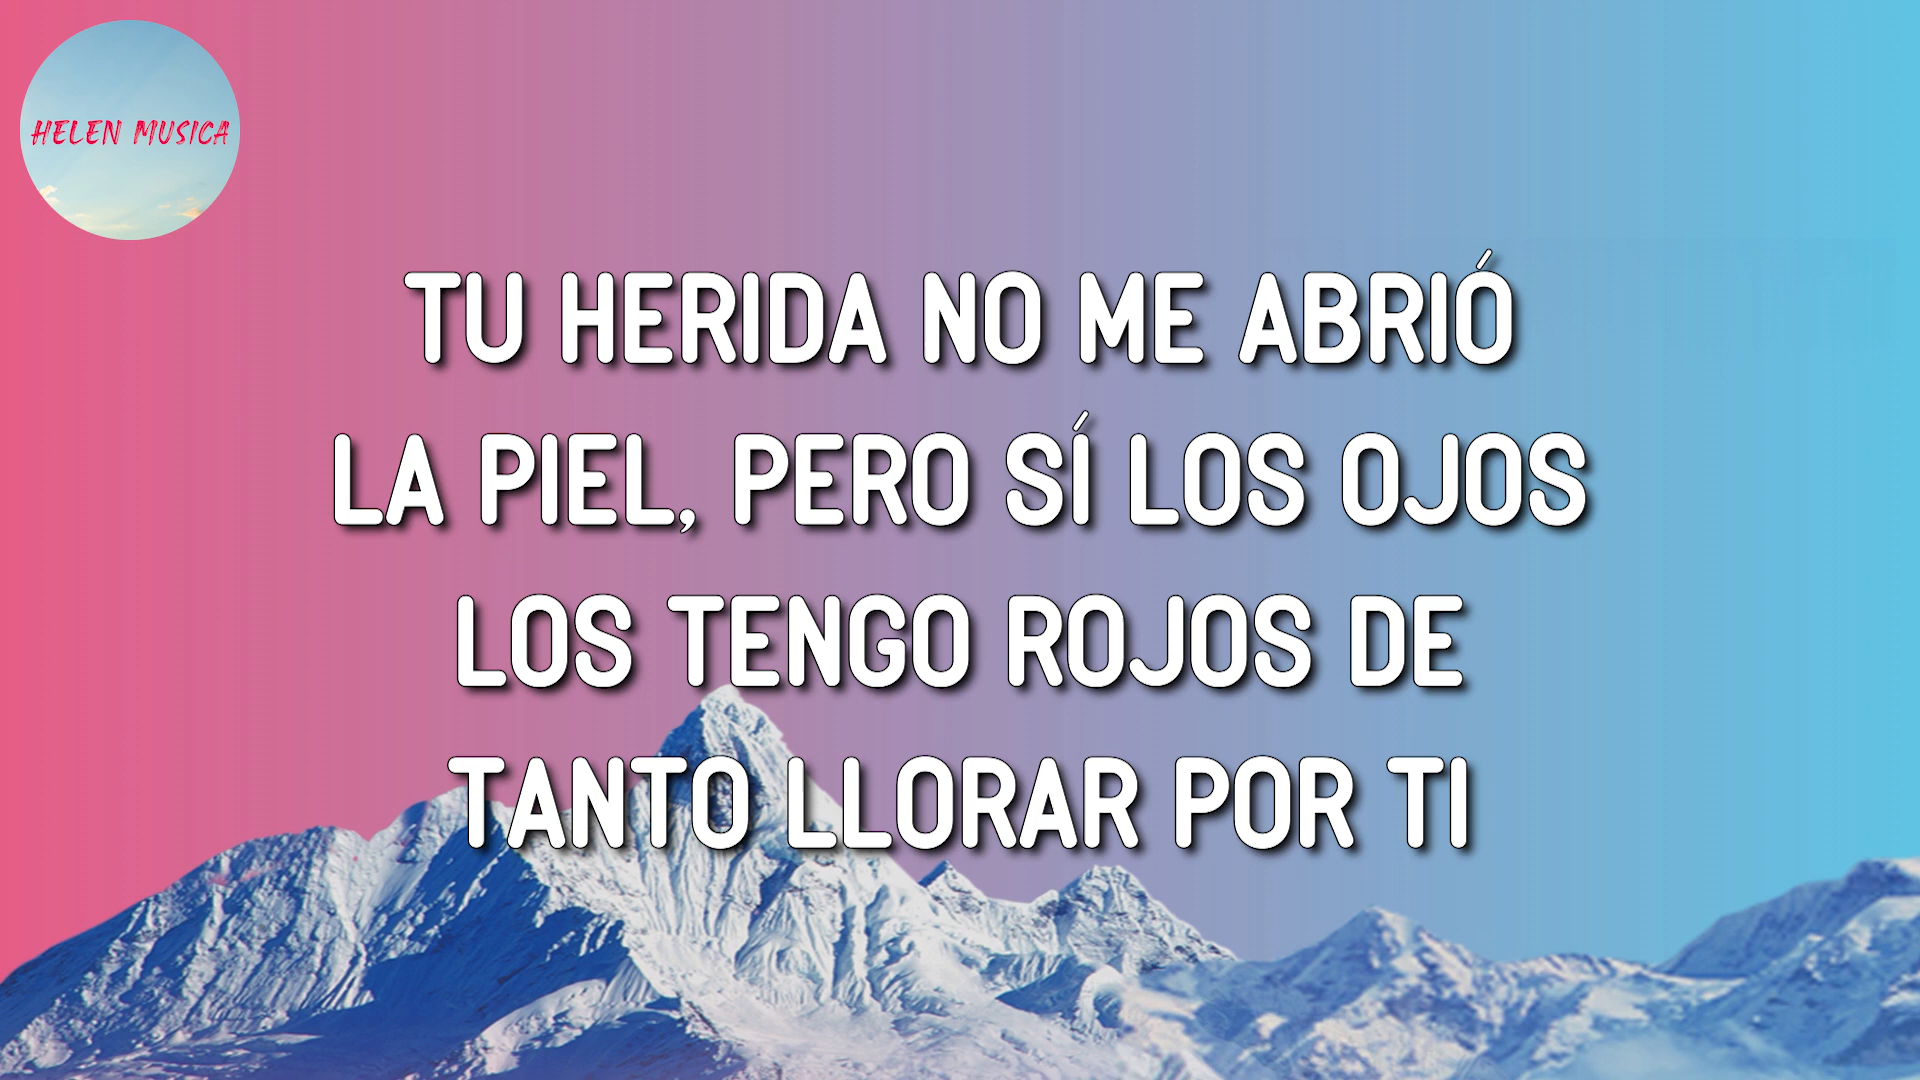 HELEN MUSICA
TU HERIDA NO ME ABRIÓ
LA PIEL, PERO SÍ LOS OJOS
LOS TENGO ROJOS DE
TANTO LLORAR POR TI